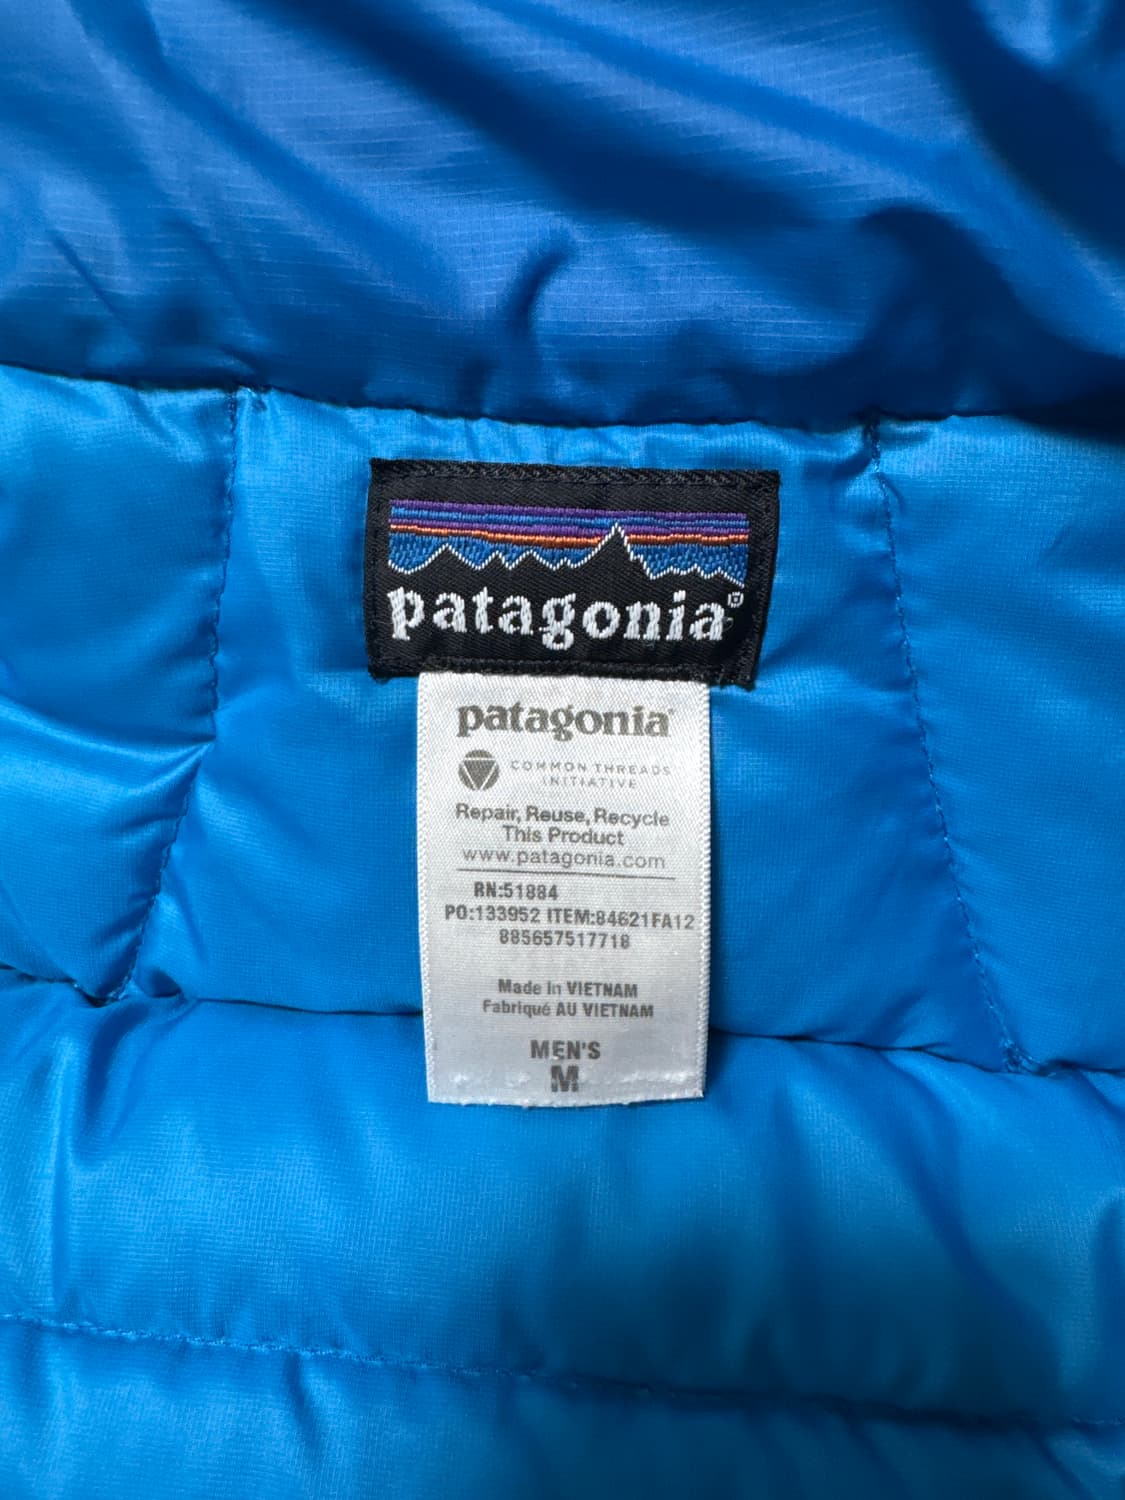 patagonia®
patagonia®
COMMON THREADS
INITIATIVE
Repair, Reuse, Recycle
This Product
www.patagonia.com
RN:51884
PO:133952 ITEM:84621FA12
885657517718
Made in VIETNAM
Fabriqué AU VIETNAM
MEN'S
M